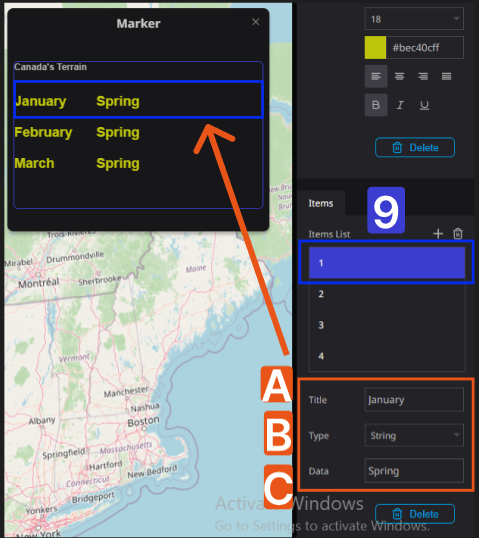 Marker
×
Canada's Terrain
January Spring
February Spring
March Spring
18
#bec40cff
B I U
Delete
Items
9
Items List
1
2
3
4
A
Title January
B
Type String
C
Data Spring
Delete
Activate Windows
Go to Settings to activate Windows.
Trois-Rivières
Mirabel
Drummondville
Montréal
Sherbrooke
Maine
Vermont
Manchester
Nashua
Albany
Boston
Springfield
Massachusetts
Hartford
New Bedford
Connecticut
Bridgeport
Yonkers
New York